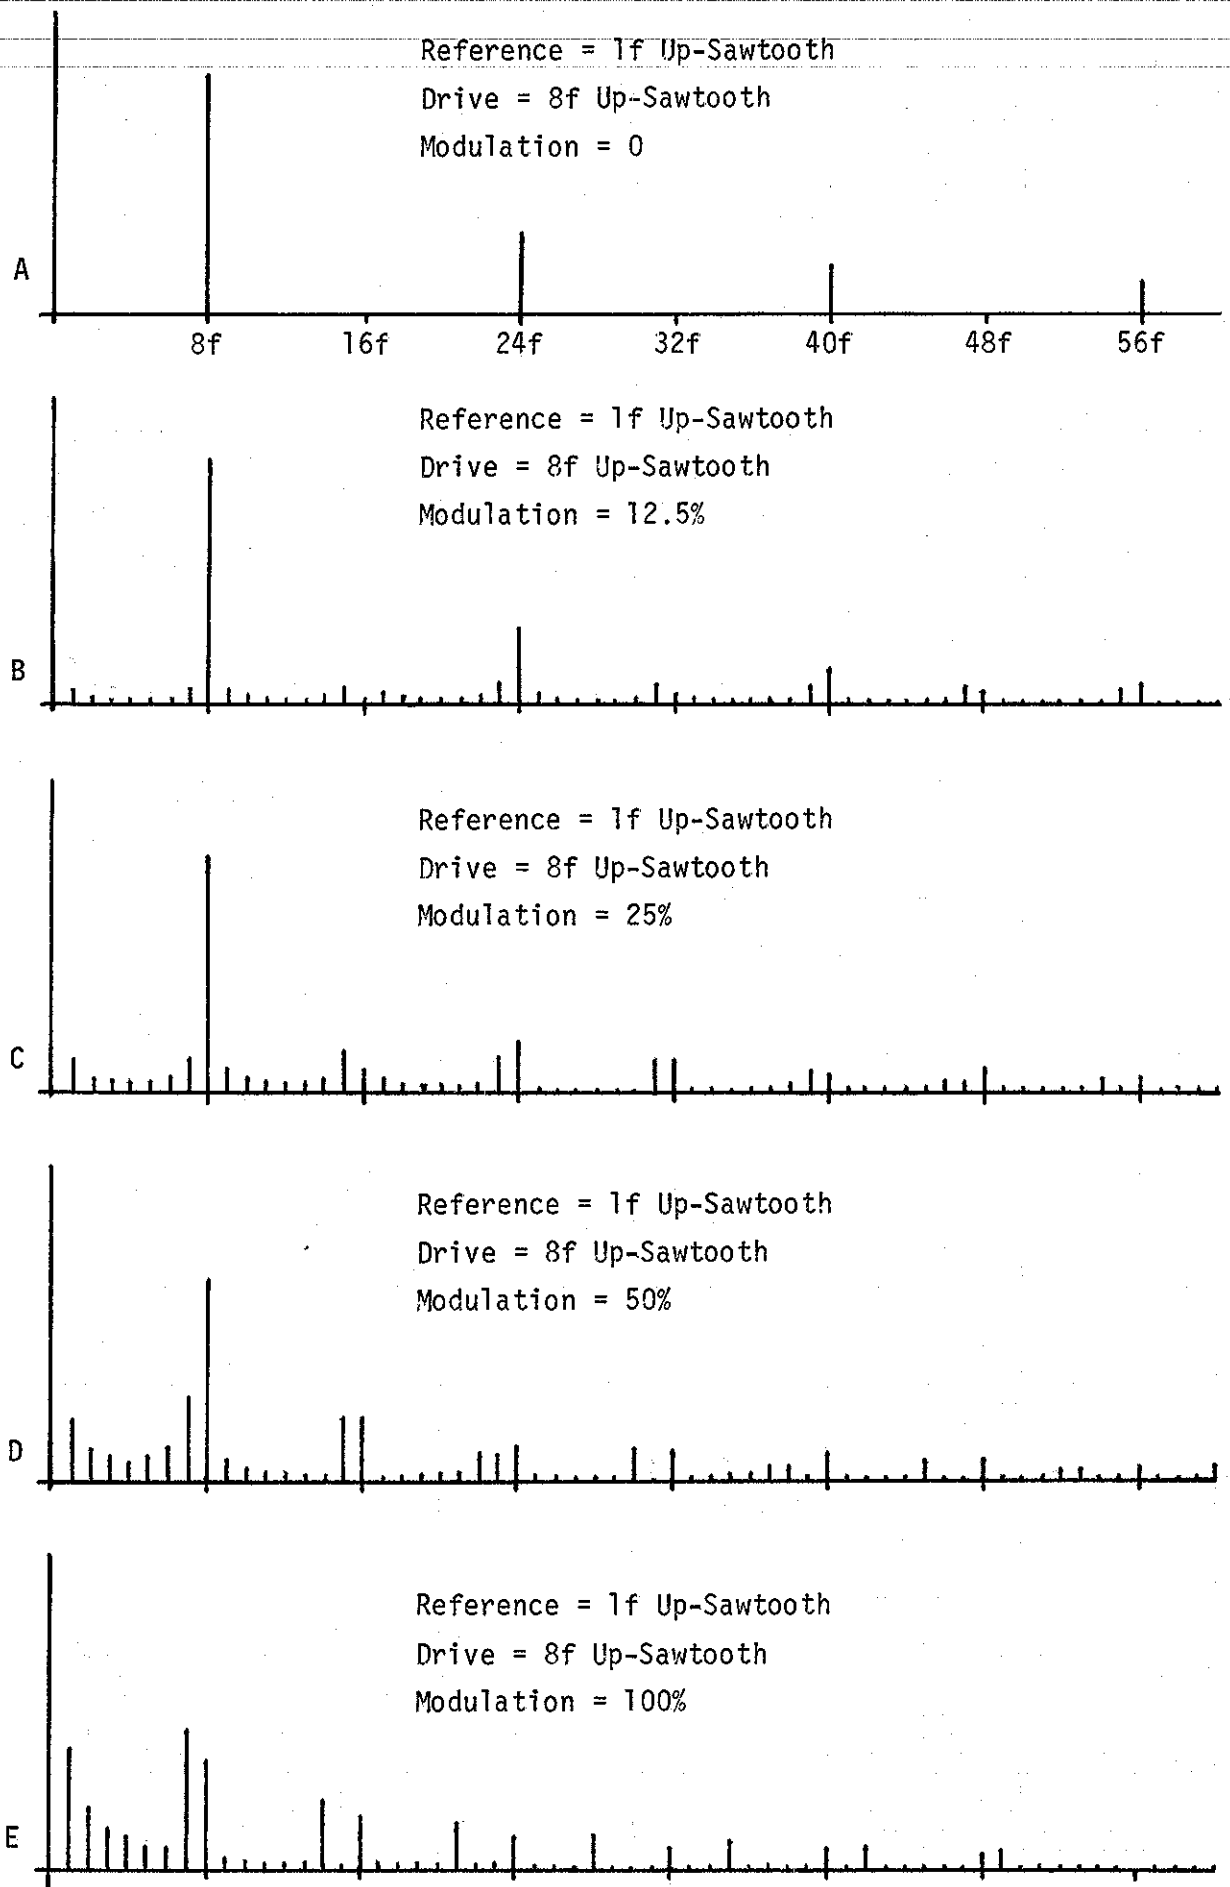 Reference = 1f Up-Sawtooth
Drive = 8f Up-Sawtooth
Modulation = 0
A
8f 16f 24f 32f 40f 48f 56f
Reference = 1f Up-Sawtooth
Drive = 8f Up-Sawtooth
Modulation = 12.5%
B
Reference = 1f Up-Sawtooth
Drive = 8f Up-Sawtooth
Modulation = 25%
C
Reference = 1f Up-Sawtooth
Drive = 8f Up-Sawtooth
Modulation = 50%
D
Reference = 1f Up-Sawtooth
Drive = 8f Up-Sawtooth
Modulation = 100%
E